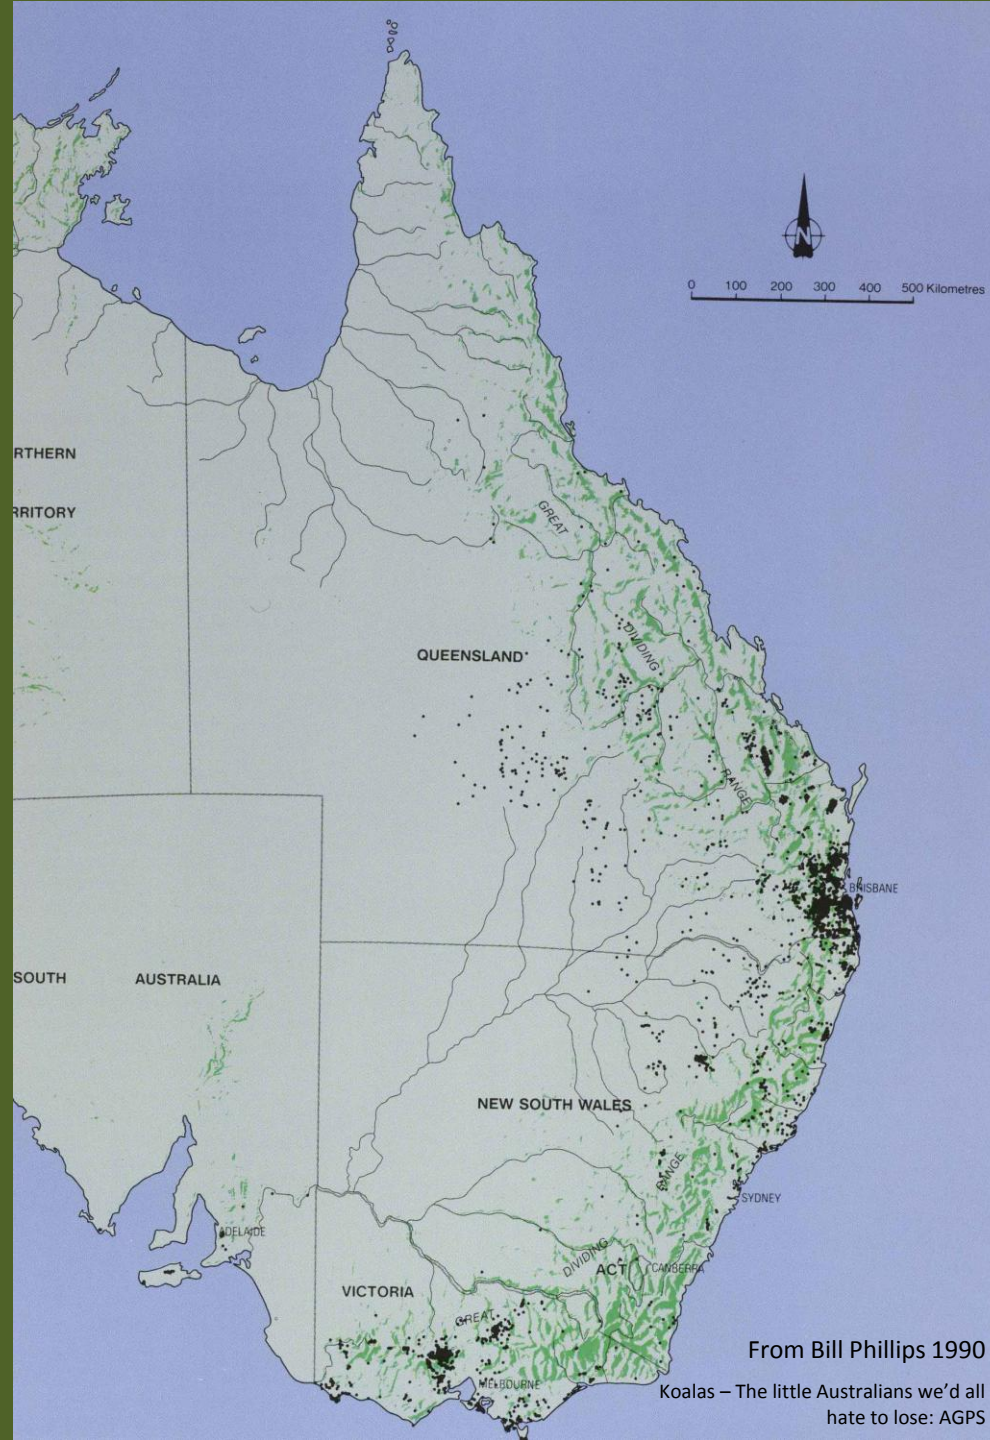 N
0 100 200 300 400 500 Kilometres
RTHERN
RRITORY
GREAT
DIVIDING
QUEENSLAND
RANGE
BRISBANE
SOUTH AUSTRALIA
NEW SOUTH WALES
RANGE
SYDNEY
ADELAIDE
DIVIDING
ACT
CANBERRA
VICTORIA
GREAT
MELBOURNE
From Bill Phillips 1990
Koalas – The little Australians we’d all
hate to lose: AGPS